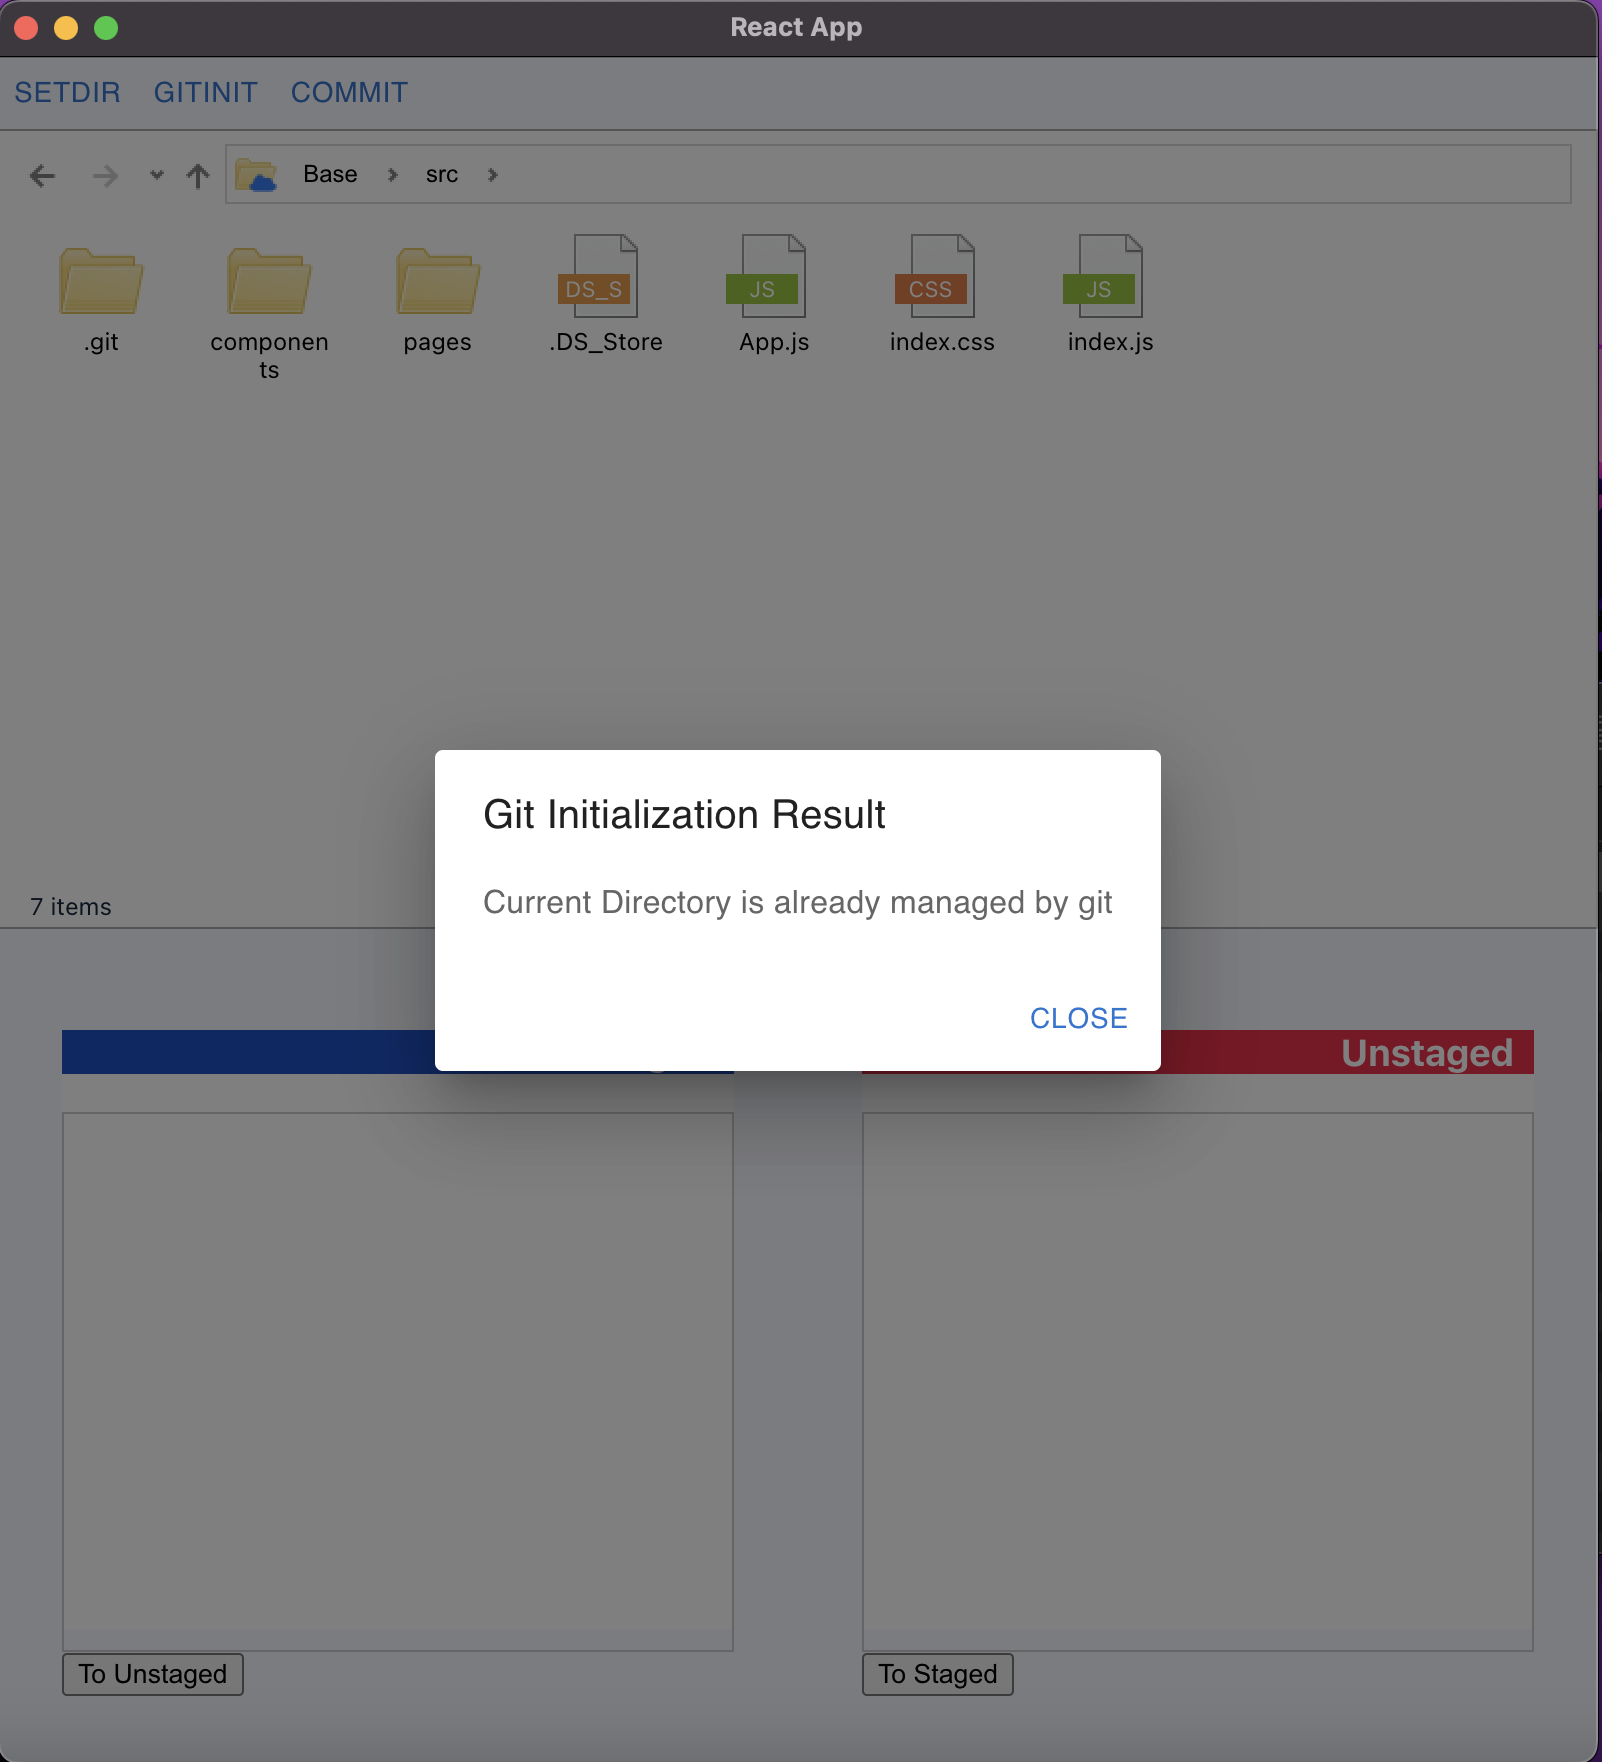 React App
SETDIR GITINIT COMMIT
Base src
DS_S JS CSS JS
.git componen pages .DS_Store App.js index.css index.js
ts
Git Initialization Result
Current Directory is already managed by git
7 items
CLOSE
Unstaged
To Unstaged To Staged